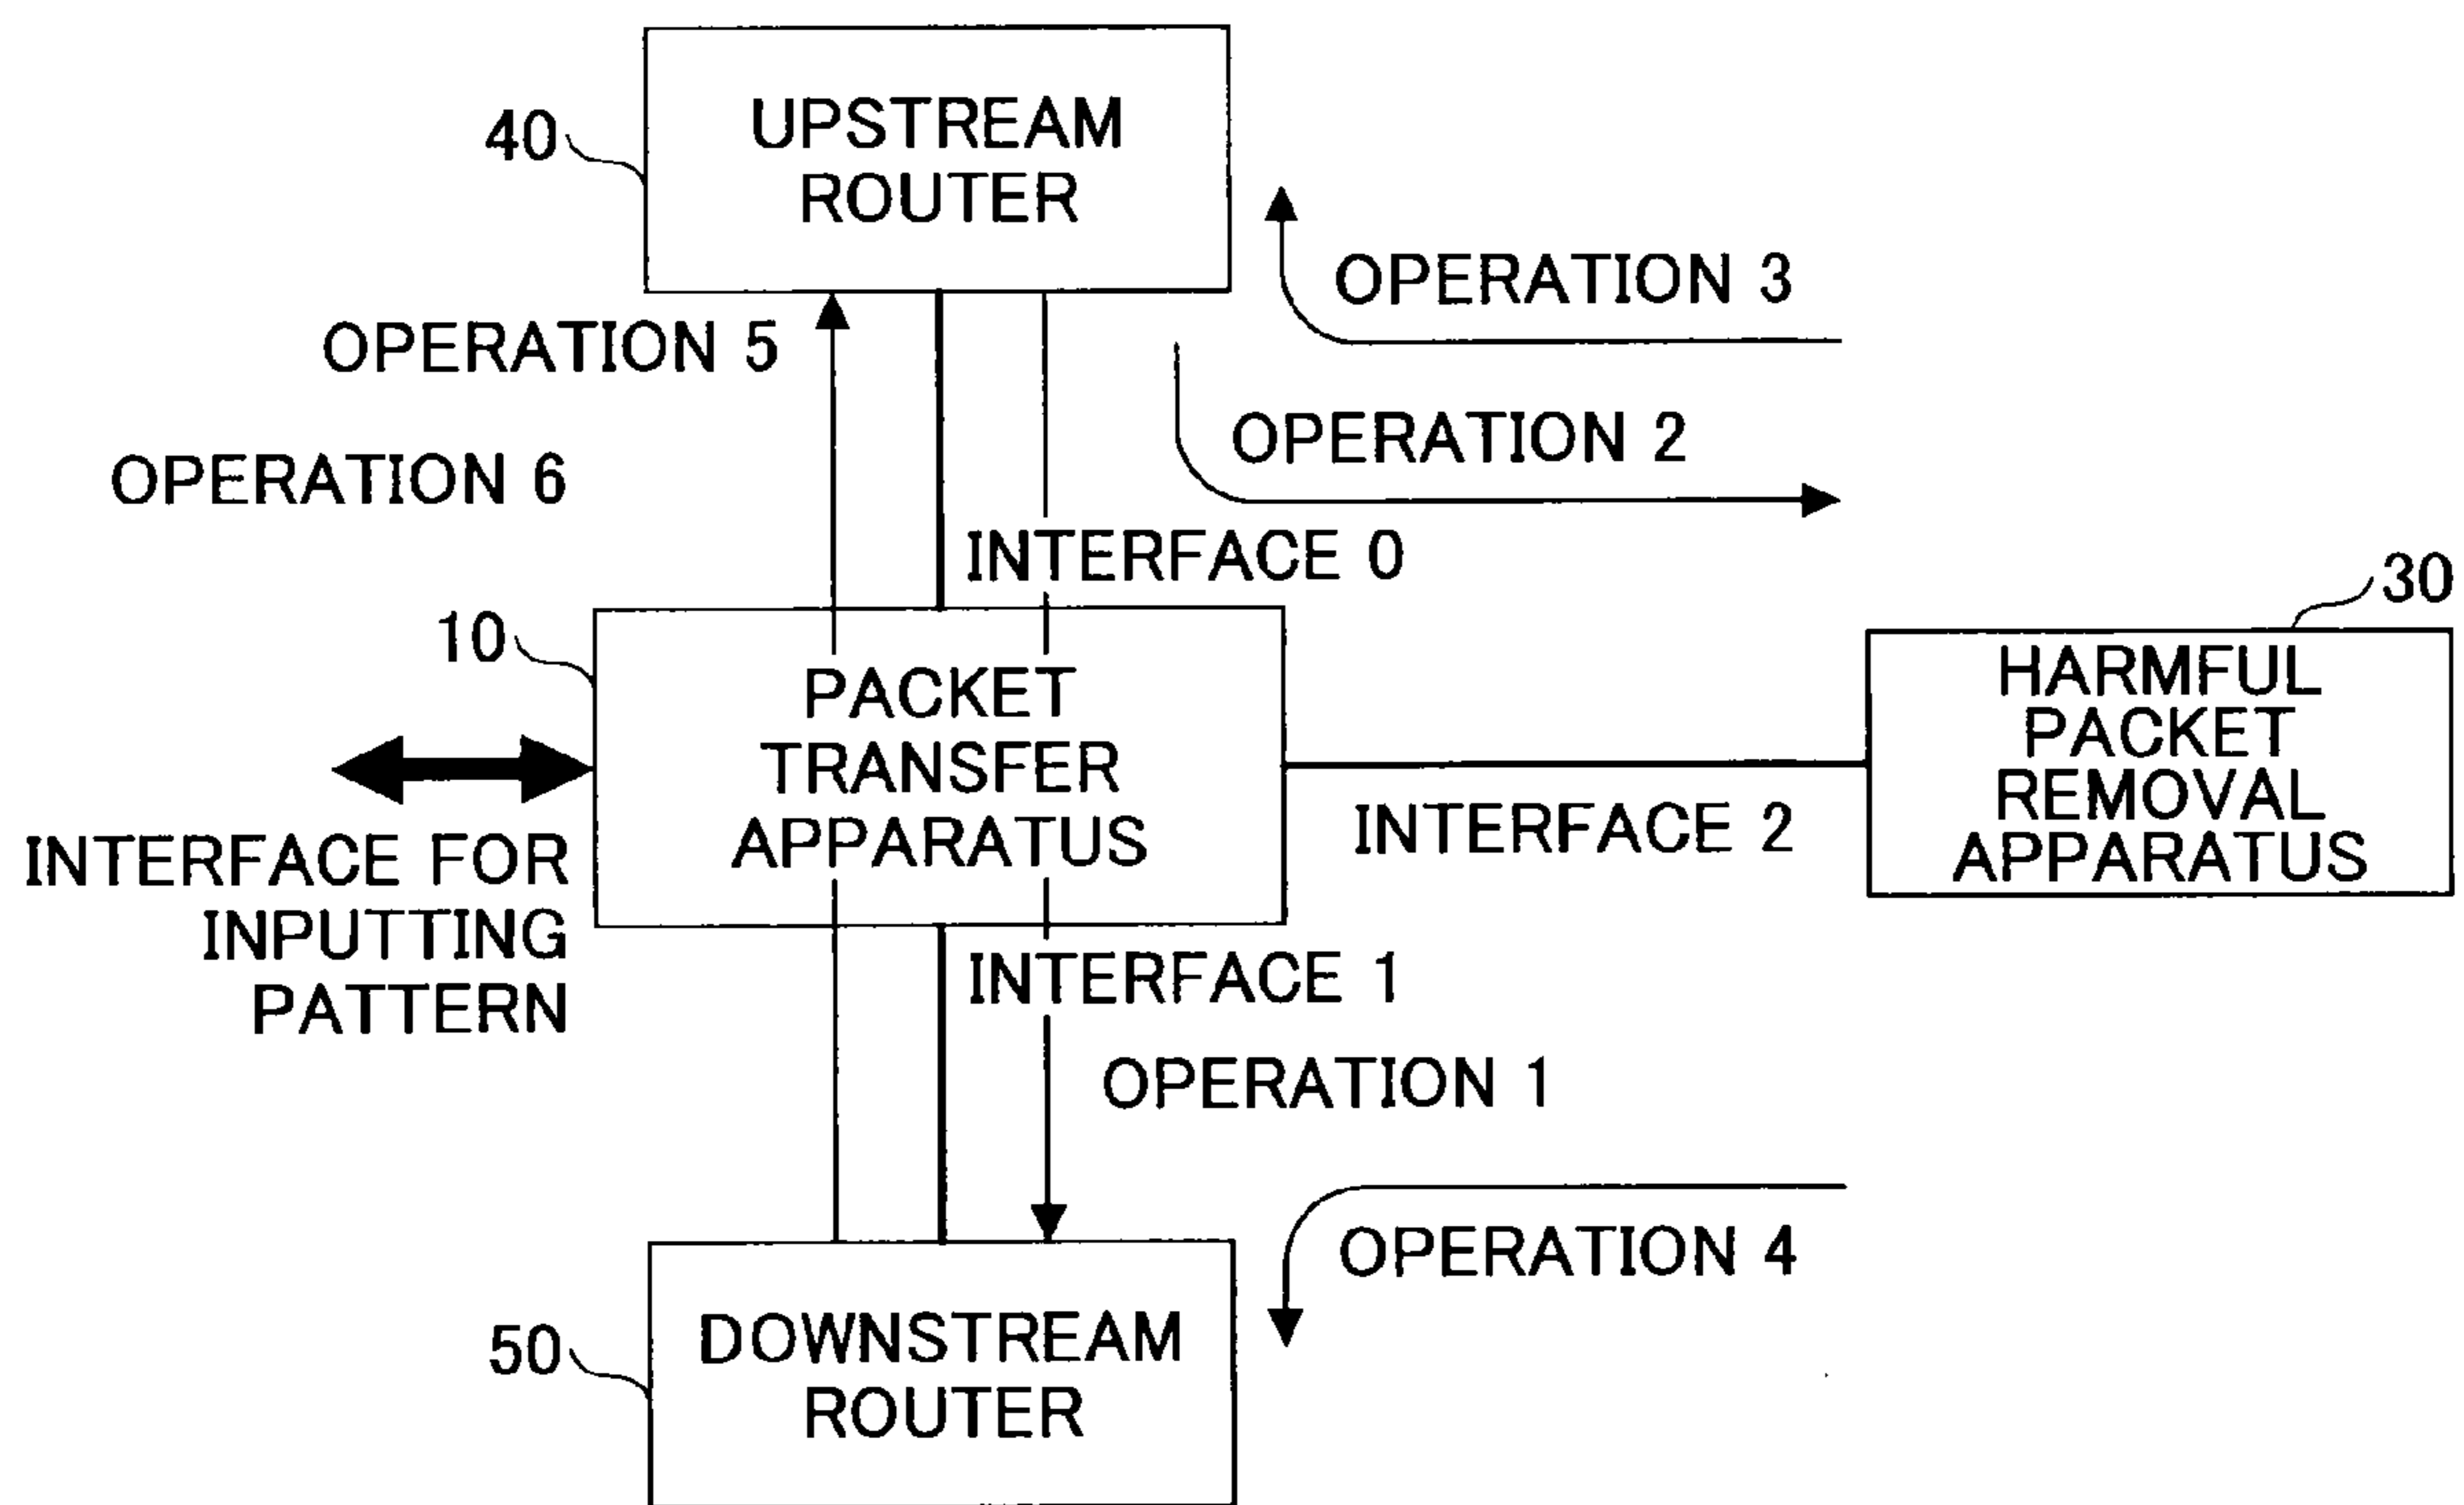 40
UPSTREAM
ROUTER
OPERATION 3
OPERATION 5
OPERATION 2
OPERATION 6
INTERFACE 0
30
10
PACKET
TRANSFER
APPARATUS
HARMFUL
PACKET
REMOVAL
APPARATUS
INTERFACE 2
INTERFACE FOR
INPUTTING
PATTERN
INTERFACE 1
OPERATION 1
OPERATION 4
50
DOWNSTREAM
ROUTER